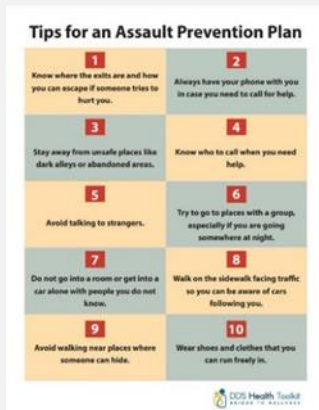 Tips for an Assault Prevention Plan
1
Know where the exits are and how
you can escape if someone tries to
hurt you.
2
Always have your phone with you
in case you need to call for help.
3
Stay away from unsafe places like
dark alleys or abandoned areas.
4
Know who to call when you need
help.
5
Avoid talking to strangers.
6
Try to go to places with a group,
especially if you are going
somewhere at night.
7
Do not go into a room or get into a
car alone with people you do not
know.
8
Walk on the sidewalk facing traffic
so you can be aware of cars
following you.
9
Avoid walking near places where
someone can hide.
10
Wear shoes and clothes that you
can run freely in.
DDS Health Toolkit
BRIDGE TO WELLNESS